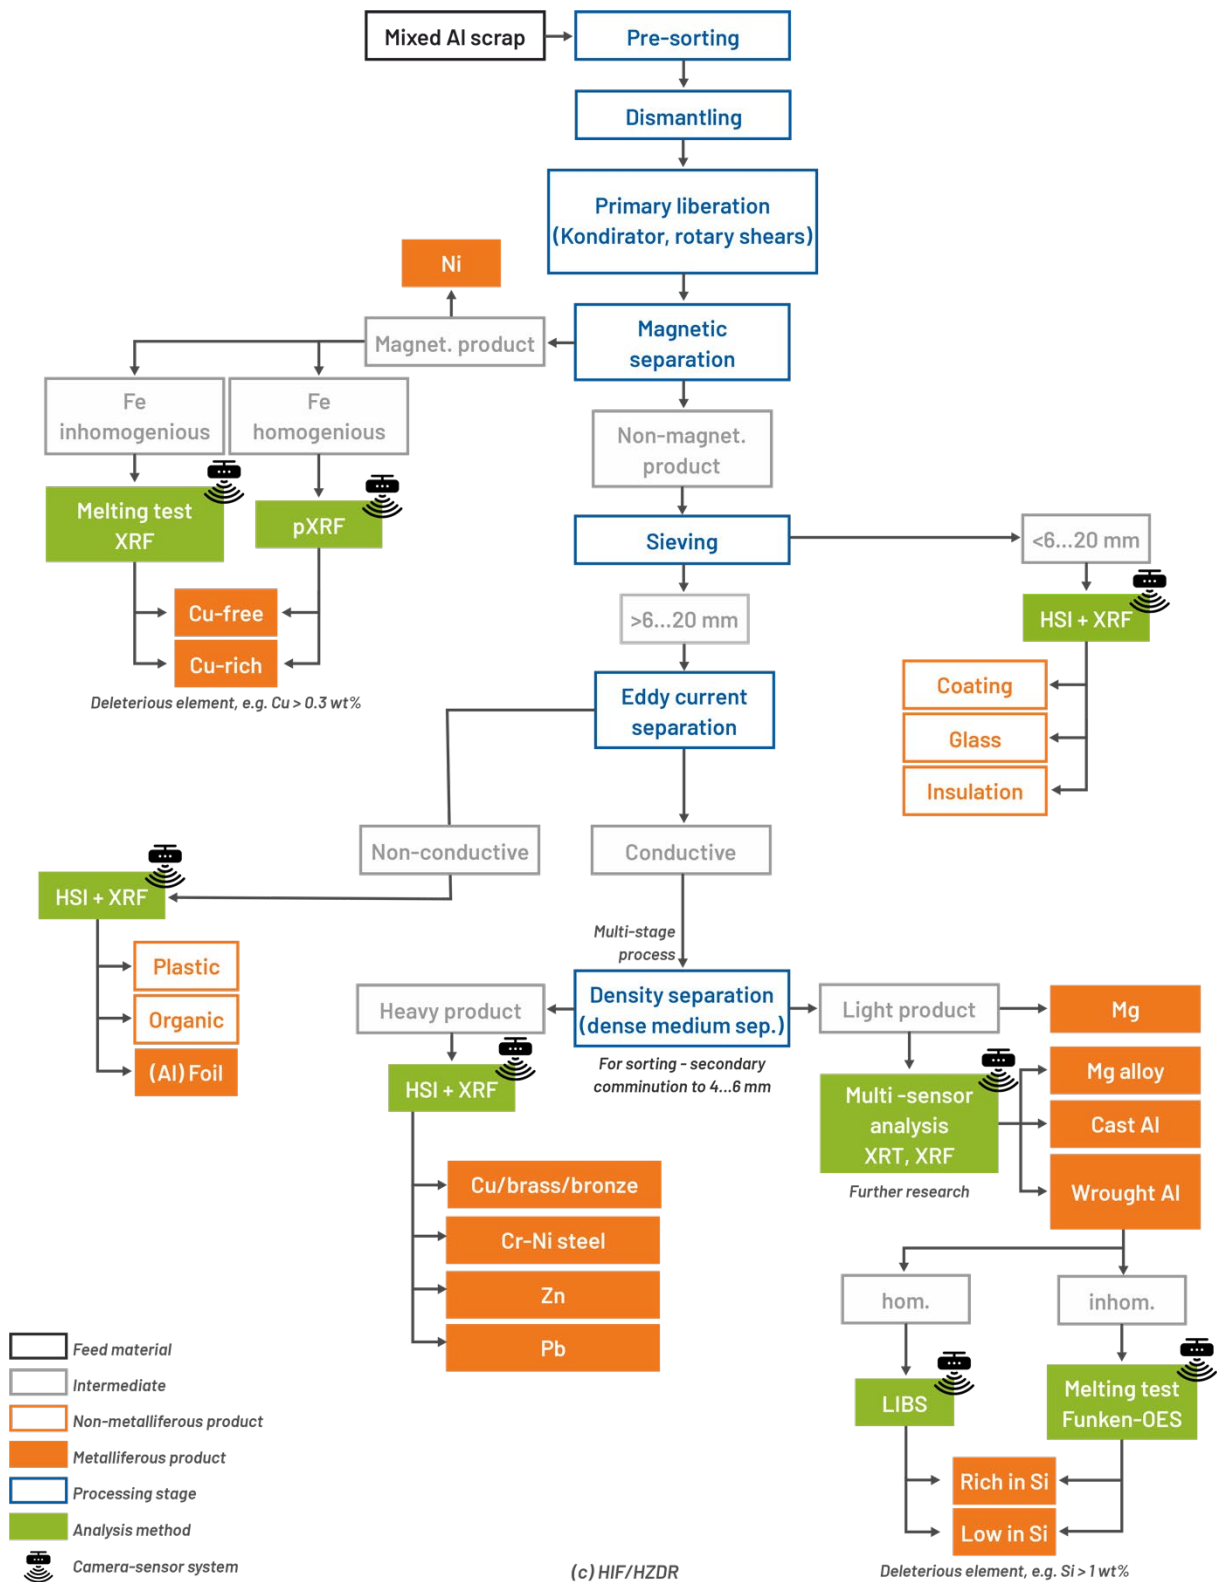 Mixed Al scrap
Pre-sorting
Dismantling
Primary liberation
(Kondirator, rotary shears)
Ni
Magnetic
separation
Magnet. product
Fe
inhomogenious
Fe
homogenious
Non-magnet.
product
Melting test
XRF
pXRF
Sieving
<6...20 mm
Cu-free
Cu-rich
Deleterious element, e.g. Cu > 0.3 wt%
>6...20 mm
HSI + XRF
Coating
Glass
Insulation
Eddy current
separation
Non-conductive
Conductive
HSI + XRF
Plastic
Organic
(Al) Foil
Multi-stage
process
Heavy product
Density separation
(dense medium sep.)
For sorting - secondary
comminution to 4...6 mm
Light product
Mg
HSI + XRF
Multi -sensor
analysis
XRT, XRF
Further research
Mg alloy
Cast Al
Wrought Al
Cu/brass/bronze
Cr-Ni steel
Zn
Pb
hom.
inhom.
LIBS
Melting test
Funken-OES
Rich in Si
Low in Si
Deleterious element, e.g. Si > 1 wt%
Feed material
Intermediate
Non-metalliferous product
Metalliferous product
Processing stage
Analysis method
Camera-sensor system
(c) HIF/HZDR